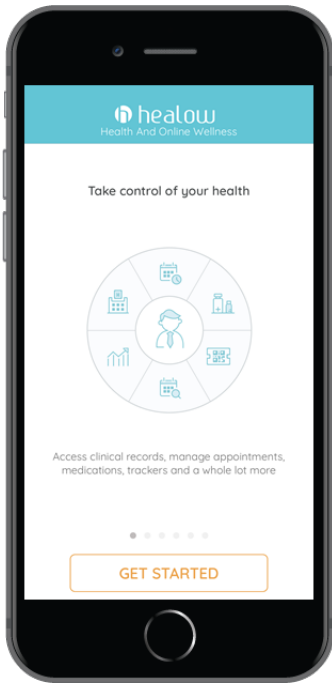 healow
Health And Online Wellness
Take control of your health
Access clinical records, manage appointments,
medications, trackers and a whole lot more
GET STARTED